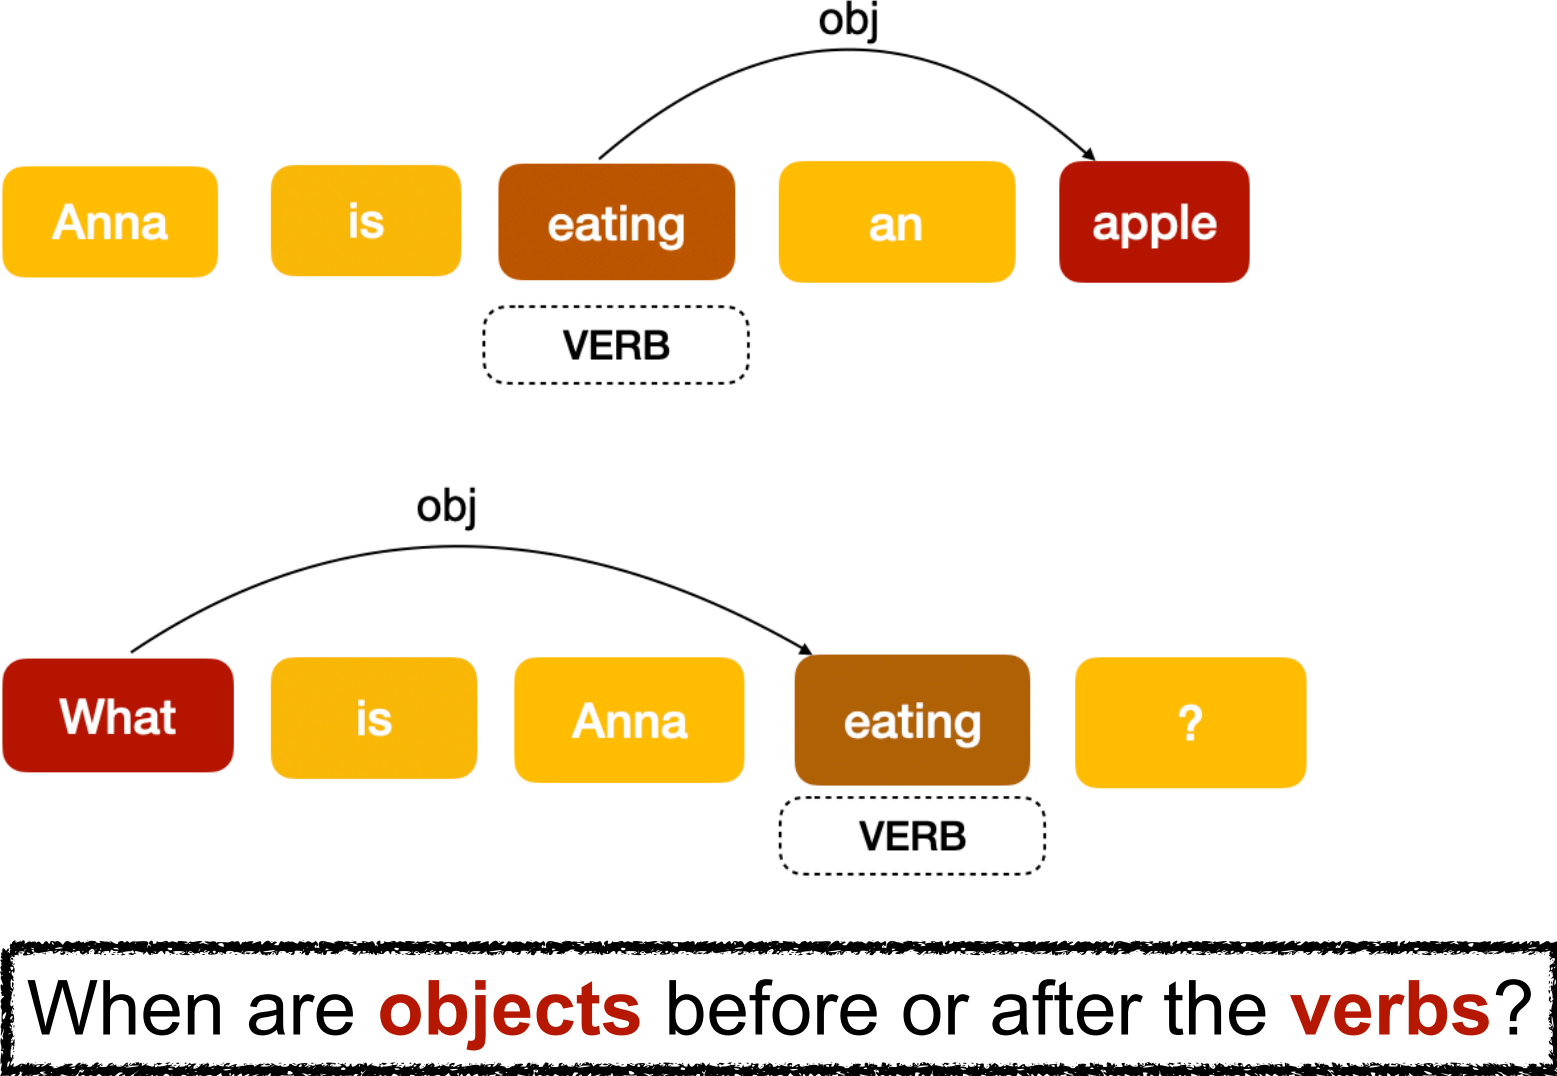 obj
Anna is eating an apple
VERB
obj
What is Anna eating ?
VERB
When are objects before or after the verbs?